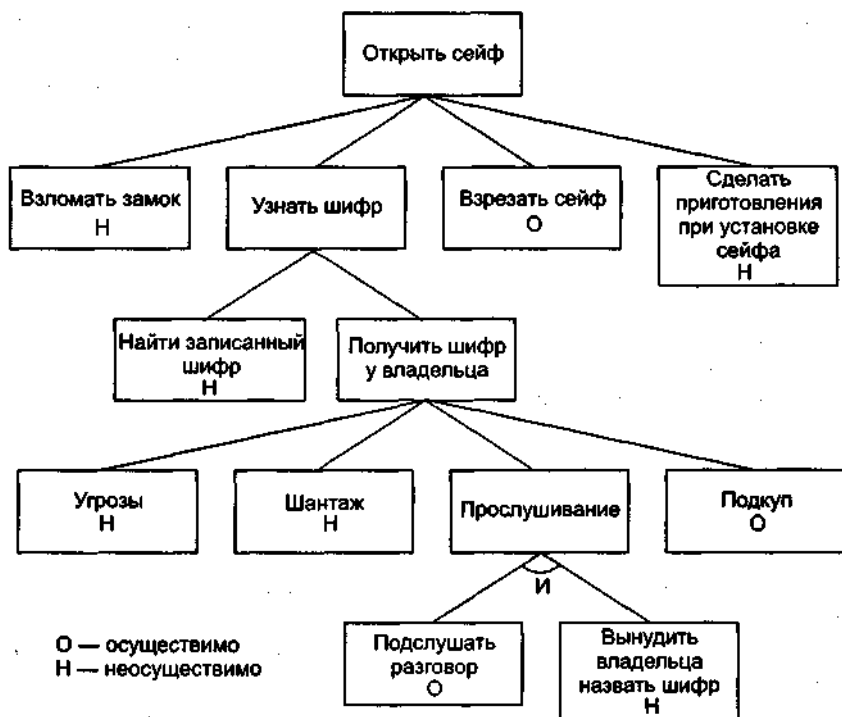 Открыть сейф
Взломать замок
Н
Узнать шифр
Взрезать сейф
О
Сделать
приготовления
при установке
сейфа
Н
Найти записанный
шифр
Н
Получить шифр
у владельца
Угрозы
Н
Шантаж
Н
Прослушивание
Подкуп
О
И
О — осуществимо
Н — неосуществимо
Подслушать
разговор
О
Вынудить
владельца
назвать шифр
Н